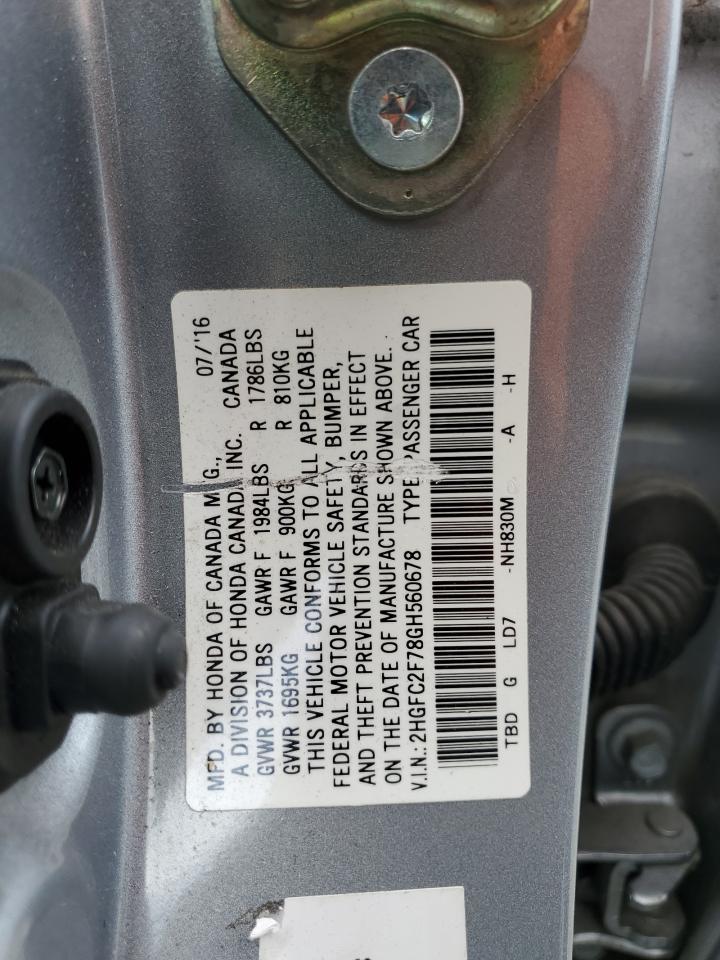 MFD. BY HONDA OF CANADA MFG., 07/'16
A DIVISION OF HONDA CANADA INC. CANADA
GVWR 3737LBS GAWR F 1984LBS R 1786LBS
GVWR 1695KG GAWR F 900KG R 810KG
THIS VEHICLE CONFORMS TO ALL APPLICABLE
FEDERAL MOTOR VEHICLE SAFETY, BUMPER,
AND THEFT PREVENTION STANDARDS IN EFFECT
ON THE DATE OF MANUFACTURE SHOWN ABOVE.
V.I.N.: 2HGFC2F78GH560678 TYPE: PASSENGER CAR
TBD G LD7 -NH830M -A -H